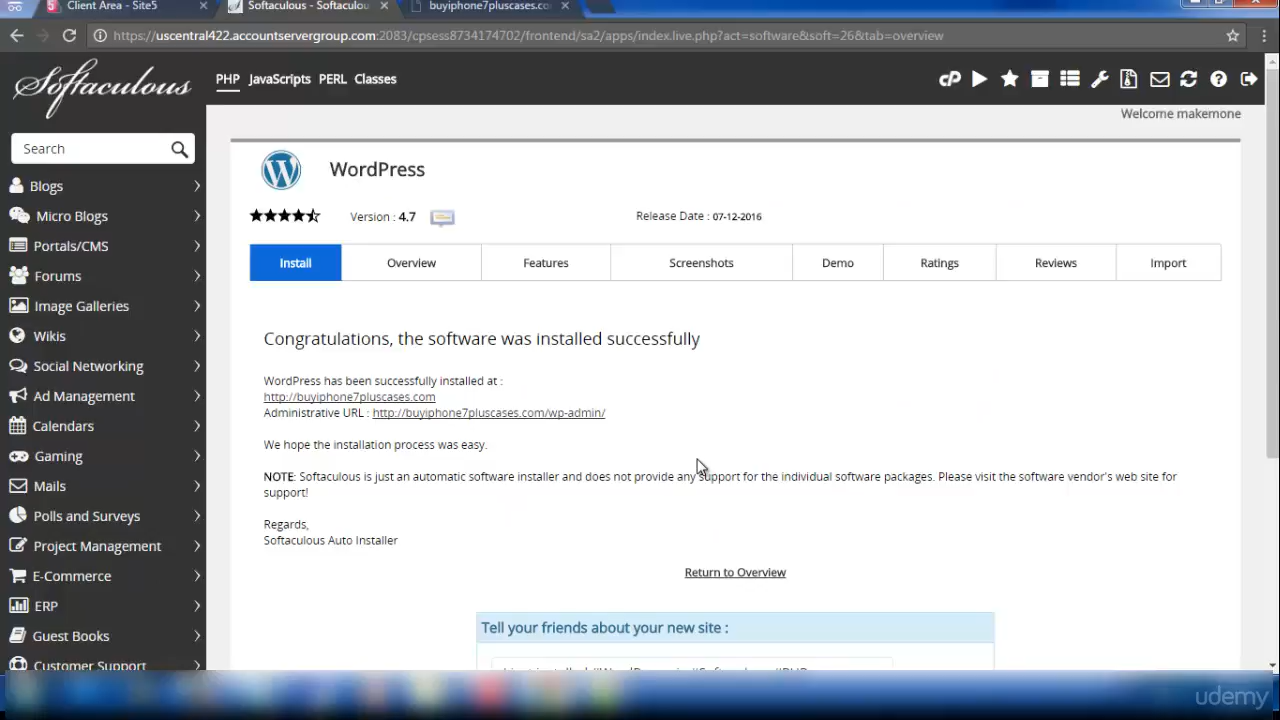 Client Area - Site5
Softaculous - Softaculou
buyiphone7pluscases.co
https://uscentral422.accountservergroup.com:2083/cpsess8734174702/frontend/sa2/apps/index.live.php?act=software&soft=26&tab=overview
Softaculous
PHP JavaScripts PERL Classes
cP
Welcome makemone
Search
WordPress
Version : 4.7
Release Date : 07-12-2016
Install Overview Features Screenshots Demo Ratings Reviews Import
Blogs
Micro Blogs
Portals/CMS
Forums
Image Galleries
Wikis
Social Networking
Ad Management
Calendars
Gaming
Mails
Polls and Surveys
Project Management
E-Commerce
ERP
Guest Books
Customer Support
Congratulations, the software was installed successfully
WordPress has been successfully installed at :
http://buyiphone7pluscases.com
Administrative URL : http://buyiphone7pluscases.com/wp-admin/
We hope the installation process was easy.
NOTE: Softaculous is just an automatic software installer and does not provide any support for the individual software packages. Please visit the software vendor's web site for
support!
Regards,
Softaculous Auto Installer
Return to Overview
Tell your friends about your new site :
udemy